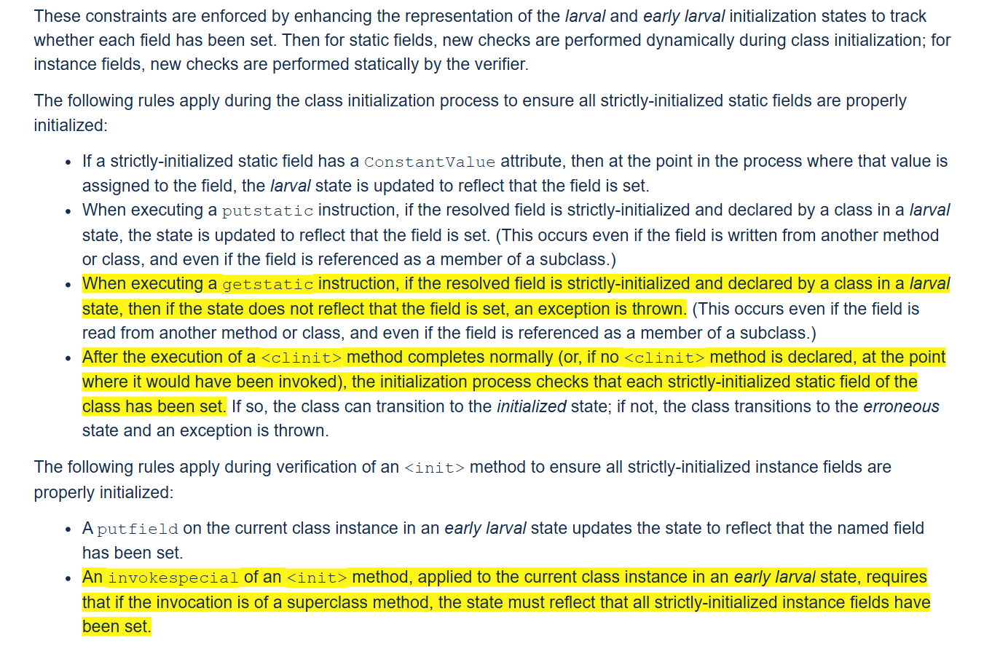 These constraints are enforced by enhancing the representation of the larval and early larval initialization states to track
whether each field has been set. Then for static fields, new checks are performed dynamically during class initialization; for
instance fields, new checks are performed statically by the verifier.
The following rules apply during the class initialization process to ensure all strictly-initialized static fields are properly
initialized:
• If a strictly-initialized static field has a ConstantValue attribute, then at the point in the process where that value is
assigned to the field, the larval state is updated to reflect that the field is set.
• When executing a putstatic instruction, if the resolved field is strictly-initialized and declared by a class in a larval
state, the state is updated to reflect that the field is set. (This occurs even if the field is written from another method
or class, and even if the field is referenced as a member of a subclass.)
• When executing a getstatic instruction, if the resolved field is strictly-initialized and declared by a class in a larval
state, then if the state does not reflect that the field is set, an exception is thrown. (This occurs even if the field is
read from another method or class, and even if the field is referenced as a member of a subclass.)
• After the execution of a <clinit> method completes normally (or, if no <clinit> method is declared, at the point
where it would have been invoked), the initialization process checks that each strictly-initialized static field of the
class has been set. If so, the class can transition to the initialized state; if not, the class transitions to the erroneous
state and an exception is thrown.
The following rules apply during verification of an <init> method to ensure all strictly-initialized instance fields are
properly initialized:
• A putfield on the current class instance in an early larval state updates the state to reflect that the named field
has been set.
• An invokespecial of an <init> method, applied to the current class instance in an early larval state, requires
that if the invocation is of a superclass method, the state must reflect that all strictly-initialized instance fields have
been set.